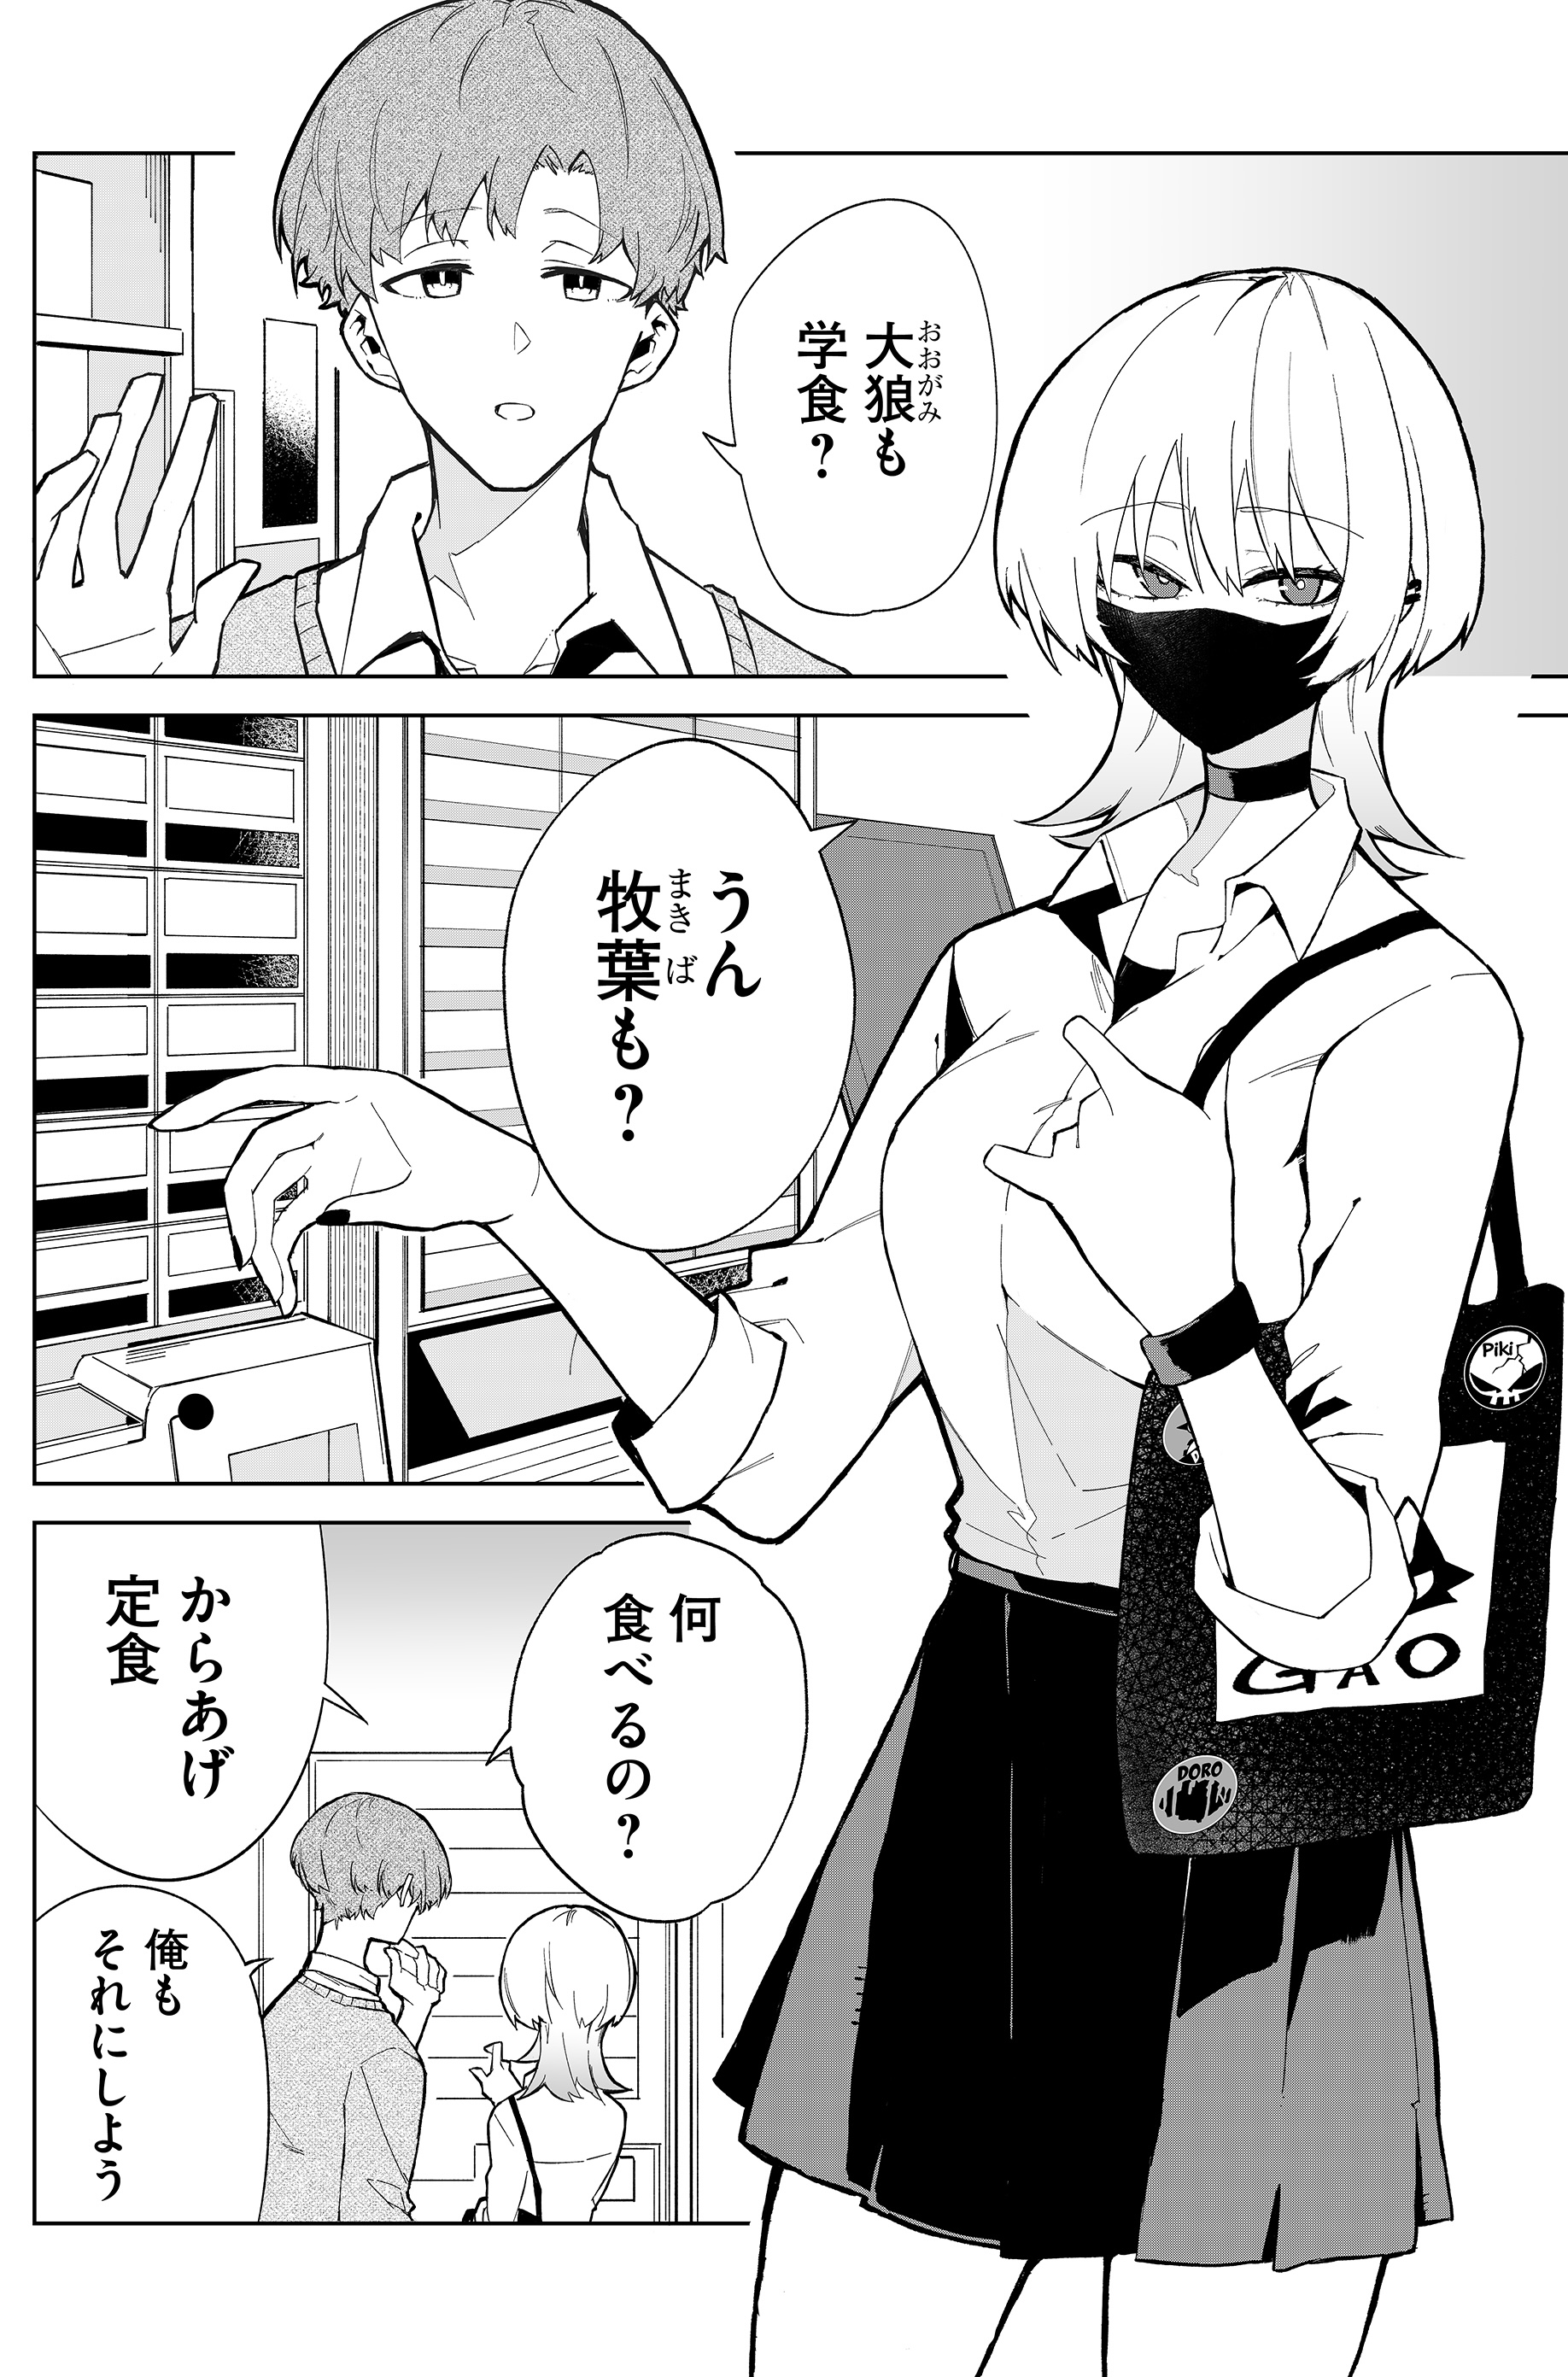 大狼も
おおがみ
学食?
うん
牧葉も?
まきば
何
食べるの?
からあげ
定食
俺も
それにしよう
Piki
GAO
DORO